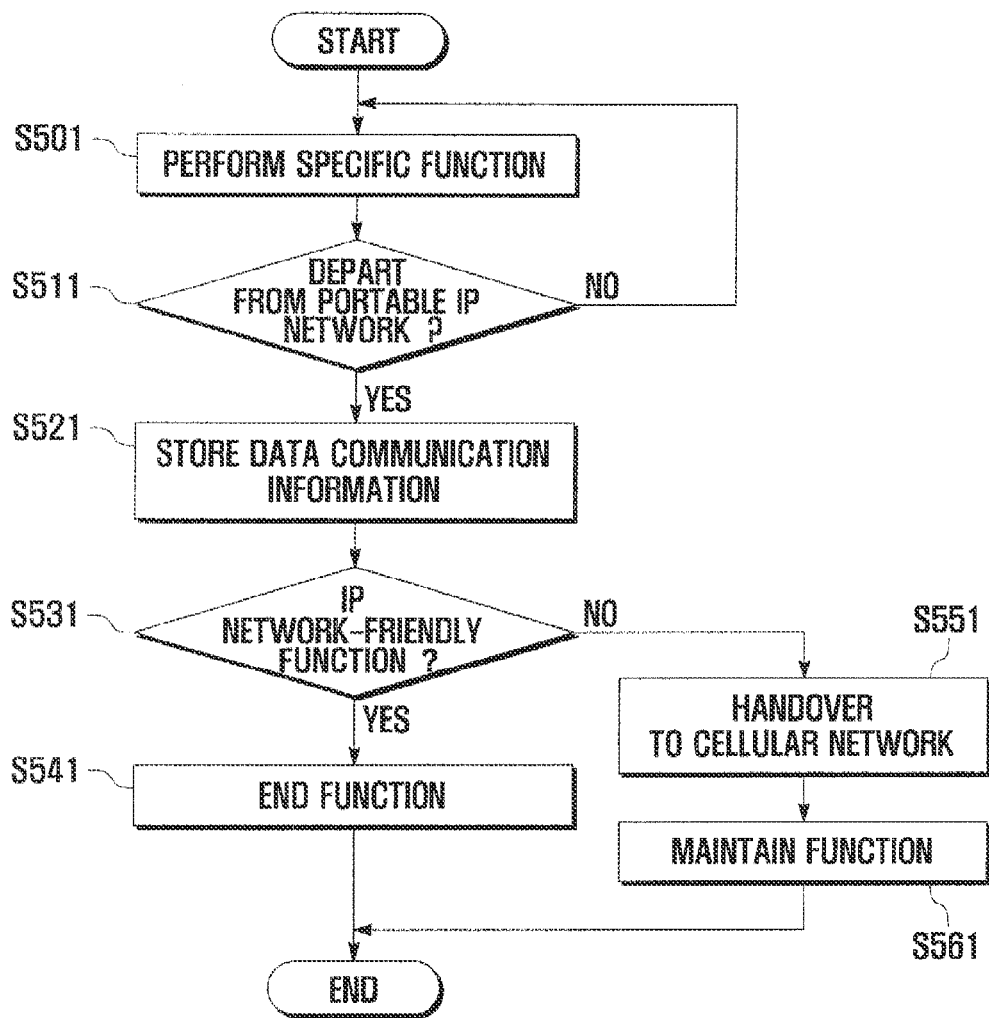 START
S501
PERFORM SPECIFIC FUNCTION
S511
DEPART
FROM PORTABLE IP
NETWORK ?
NO
YES
S521
STORE DATA COMMUNICATION
INFORMATION
S531
IP
NETWORK-FRIENDLY
FUNCTION ?
NO
YES
S551
HANDOVER
TO CELLULAR NETWORK
S541
END FUNCTION
MAINTAIN FUNCTION
S561
END